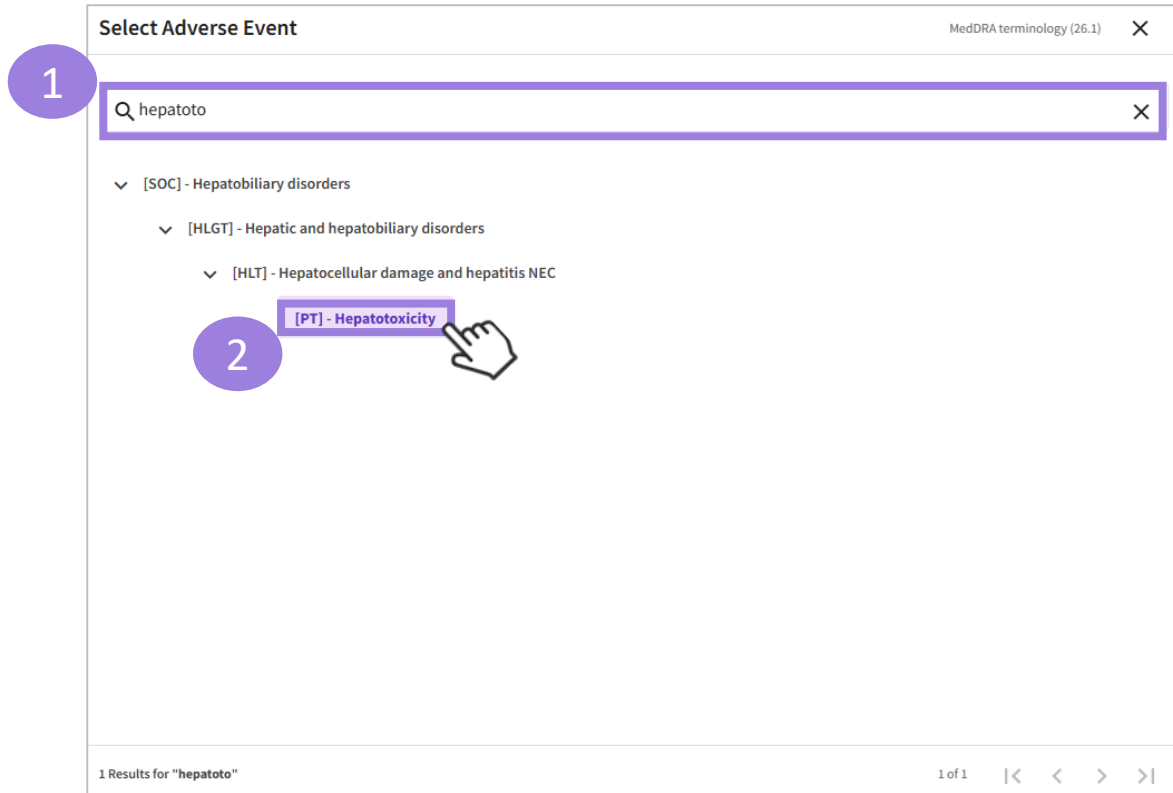 Select Adverse Event MedDRA terminology (26.1)
1
hepatoto
[SOC] - Hepatobiliary disorders
[HLGT] - Hepatic and hepatobiliary disorders
[HLT] - Hepatocellular damage and hepatitis NEC
[PT] - Hepatotoxicity
2
1 Results for "hepatoto" 1 of 1